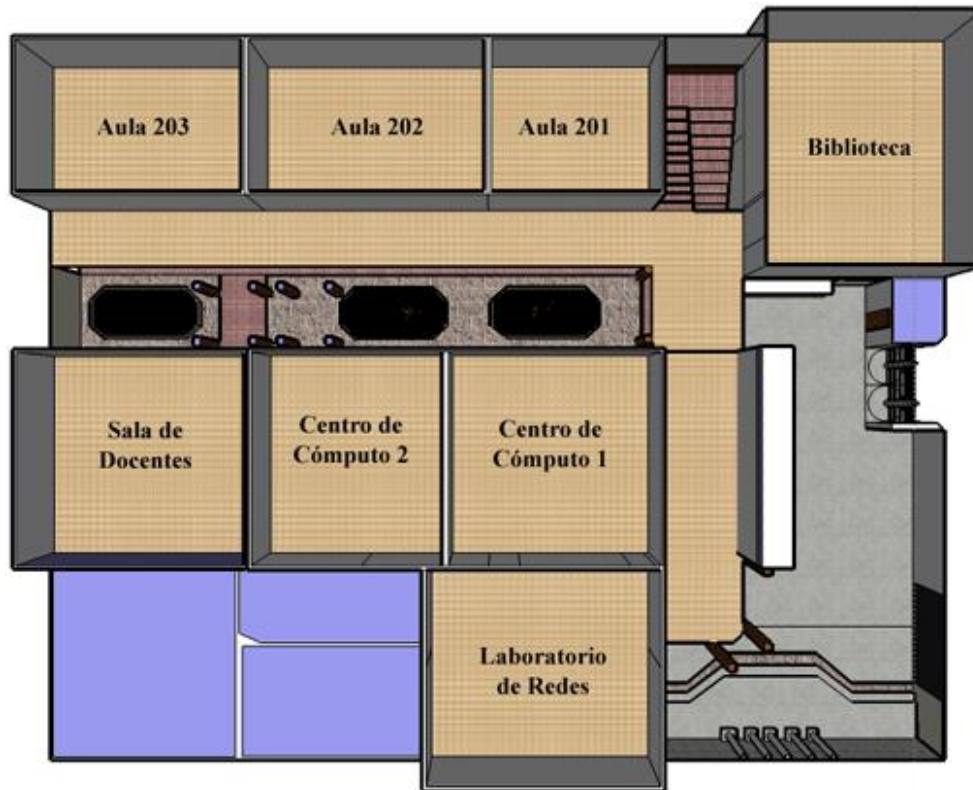 Aula 203
Aula 202
Aula 201
Biblioteca
Sala de
Docentes
Centro de
Cómputo 2
Centro de
Cómputo 1
Laboratorio
de Redes